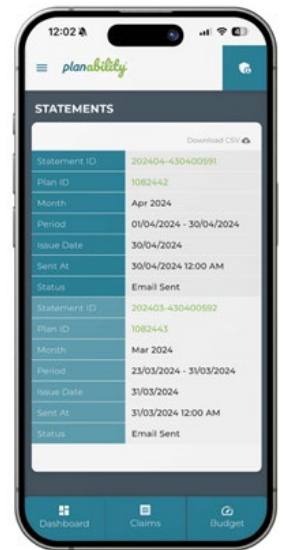 12:02
planability
STATEMENTS
Download CSV
Statement ID 202404-430400591
Plan ID 1082442
Month Apr 2024
Period 01/04/2024 - 30/04/2024
Issue Date 30/04/2024
Sent At 30/04/2024 12:00 AM
Status Email Sent
Statement ID 202403-430400592
Plan ID 1082443
Month Mar 2024
Period 23/03/2024 - 31/03/2024
Issue Date 31/03/2024
Sent At 31/03/2024 12:00 AM
Status Email Sent
Dashboard Claims Budget